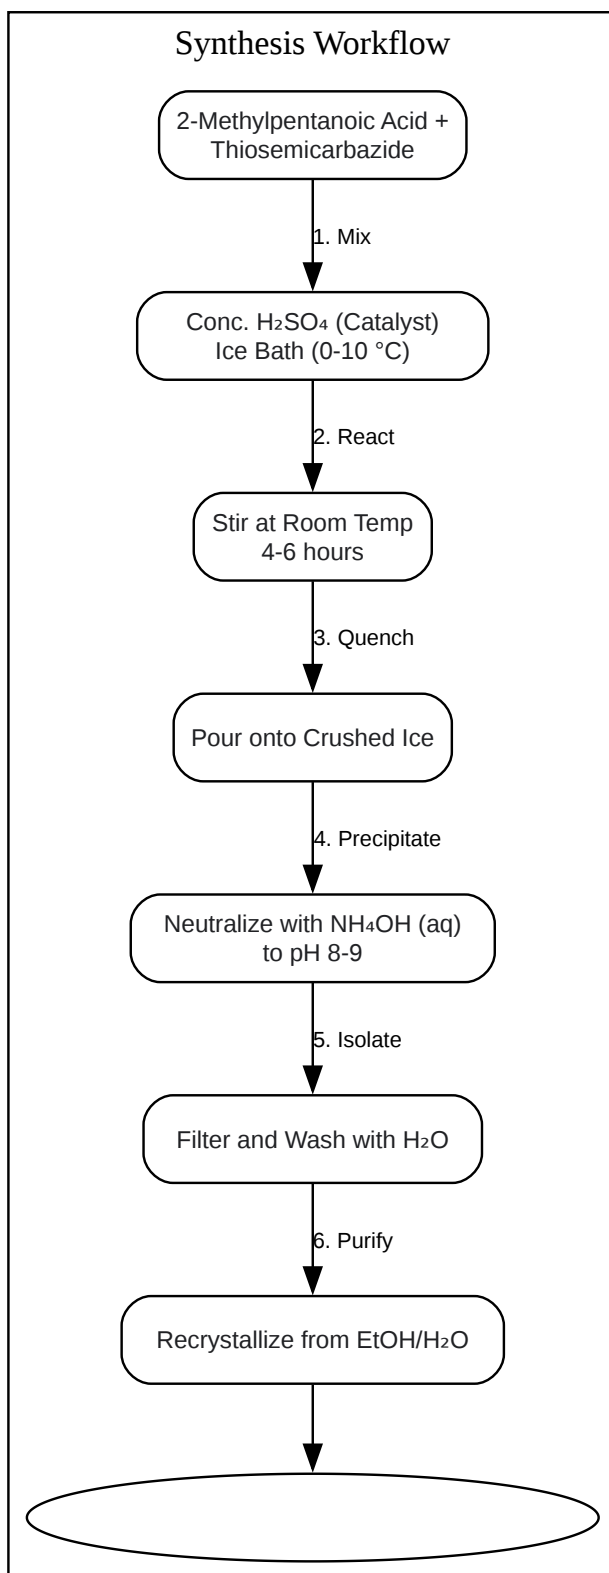 Synthesis Workflow
2-Methylpentanoic Acid +
Thiosemicarbazide
1. Mix
Conc. H₂SO₄ (Catalyst)
Ice Bath (0-10 °C)
2. React
Stir at Room Temp
4-6 hours
3. Quench
Pour onto Crushed Ice
4. Precipitate
Neutralize with NH₄OH (aq)
to pH 8-9
5. Isolate
Filter and Wash with H₂O
6. Purify
Recrystallize from EtOH/H₂O